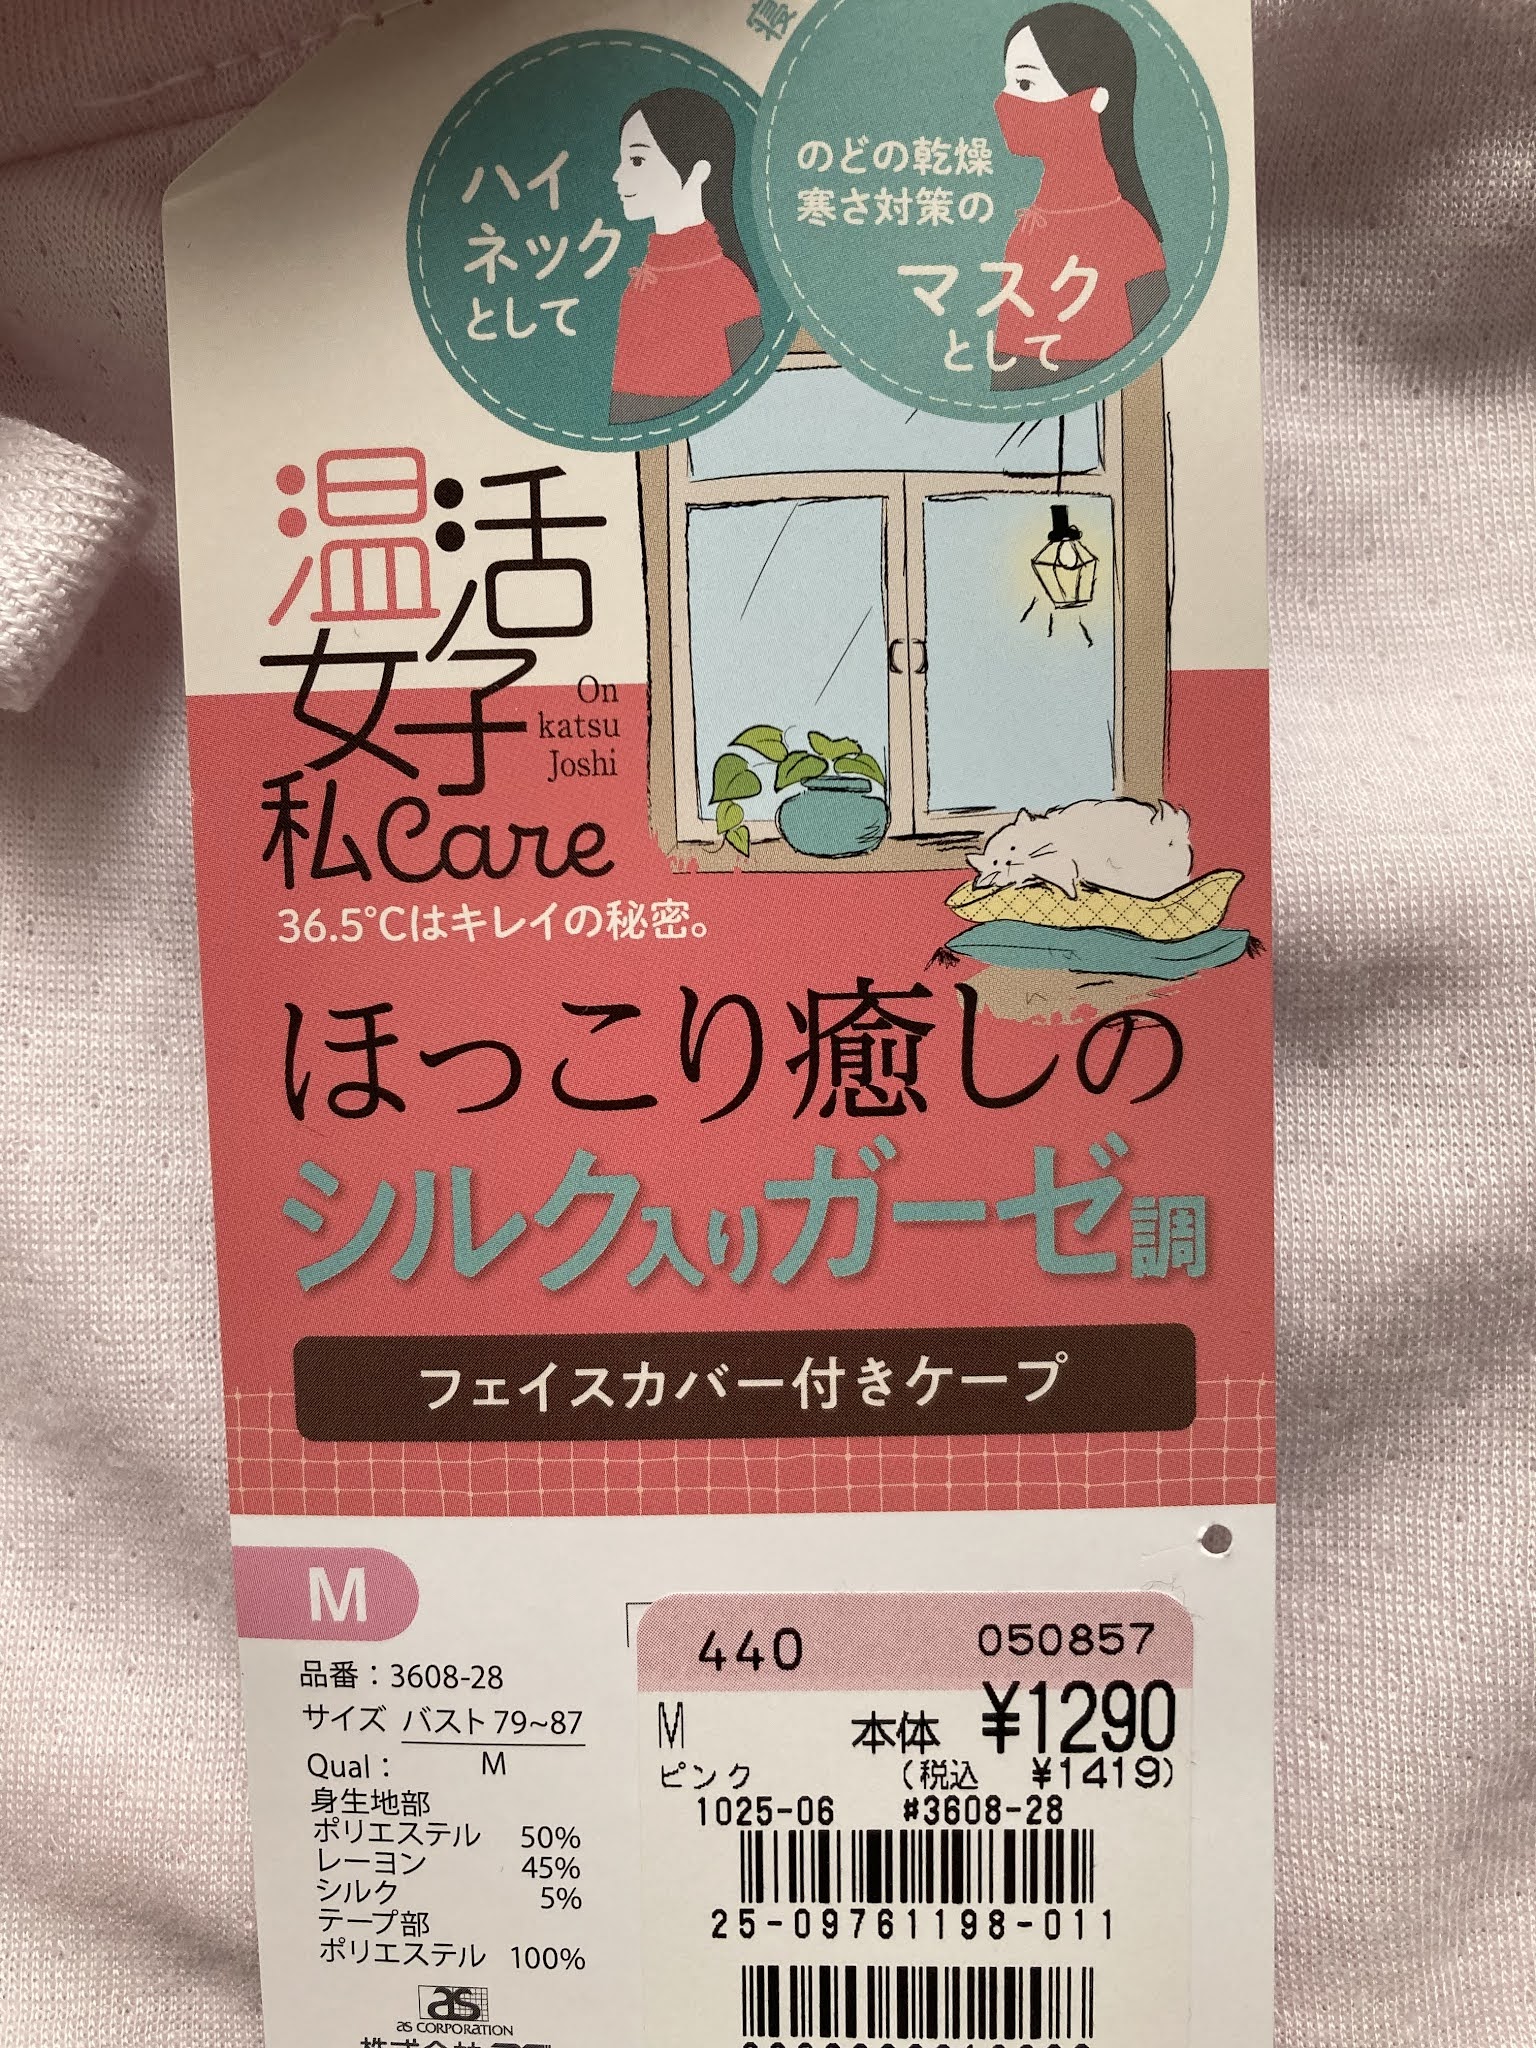 寝
ハイ
ネック
として
のどの乾燥
寒さ対策の
マスク
として
温活
女子
On
katsu
Joshi
私care
36.5℃はキレイの秘密。
ほっこり癒しの
シルク入りガーゼ調
フェイスカバー付きケープ
M
品番：3608-28
サイズ バスト79~87
M
Qual：
身生地部
ポリエステル 50%
レーヨン 45%
シルク 5%
テープ部
ポリエステル 100%
as
as CORPORATION
440 050857
M 本体 ¥1290
ピンク (税込 ¥1419)
1025-06 #3608-28
25-09761198-011